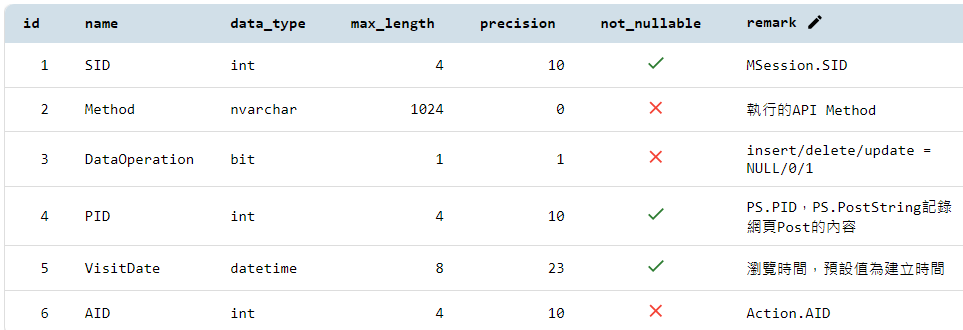 id name data_type max_length precision not_nullable remark
1 SID int 4 10 MSession.SID
2 Method nvarchar 1024 0 執行的API Method
3 DataOperation bit 1 1 insert/delete/update =
NULL/0/1
4 PID int 4 10 PS.PID，PS.PostString記錄
網頁Post的內容
5 VisitDate datetime 8 23 瀏覽時間，預設值為建立時間
6 AID int 4 10 Action.AID